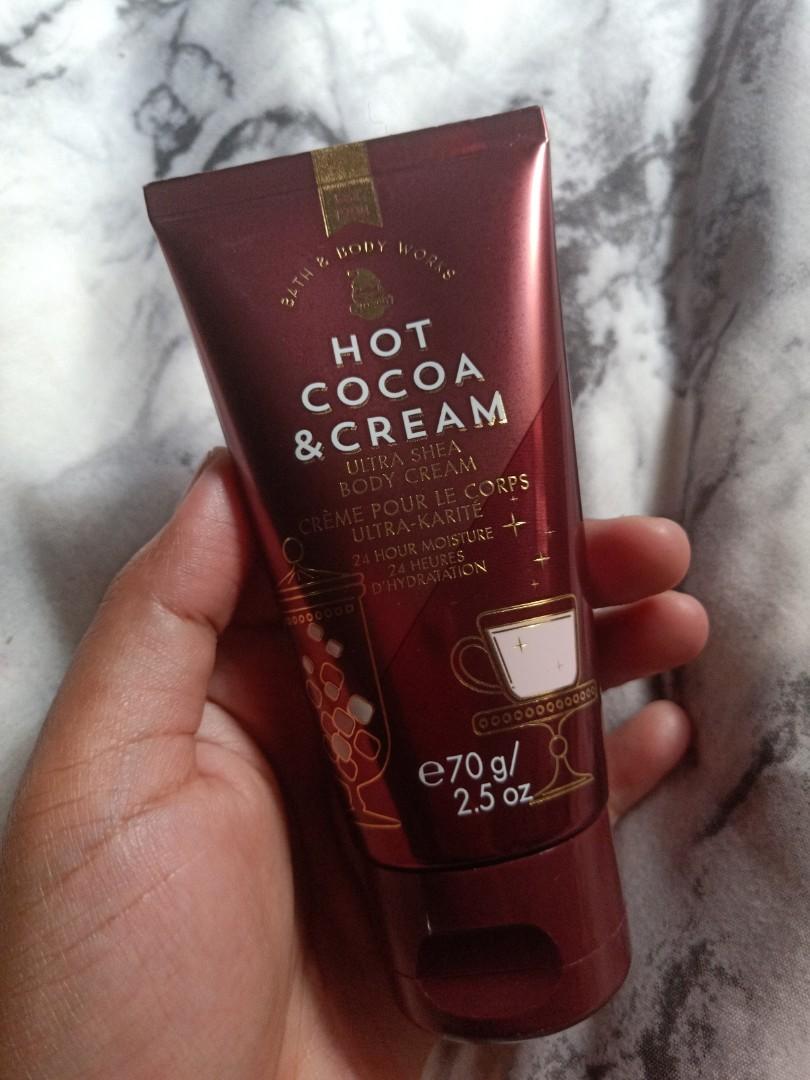 BATH & BODY WORKS
HOT
COCOA
&CREAM
ULTRA SHEA
BODY CREAM
CRÈME POUR LE CORPS
ULTRA-KARITÉ
24 HOUR MOISTURE
24 HEURES
D'HYDRATATION
℮70 g/
2.5 oz